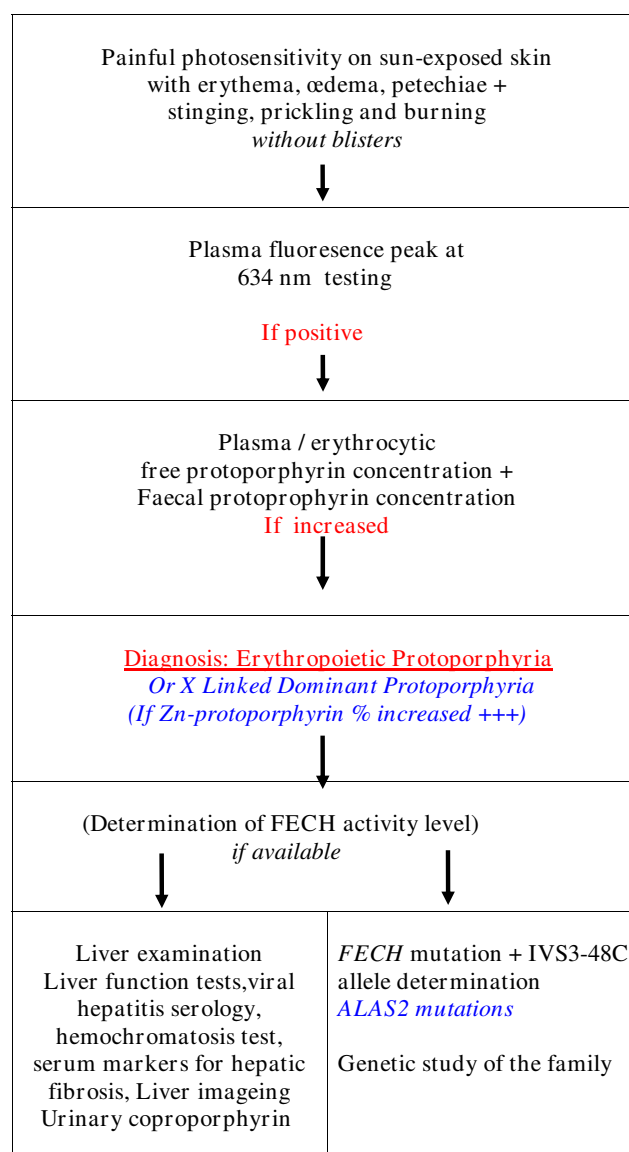 Painful photosensitivity on sun-exposed skin
with erythema, œdema, petechiae +
stinging, prickling and burning
without blisters
Plasma fluoresence peak at
634 nm testing
If positive
Plasma / erythrocytic
free protoporphyrin concentration +
Faecal protoprophyrin concentration
If increased
Diagnosis: Erythropoietic Protoporphyria
Or X Linked Dominant Protoporphyria
(If Zn-protoporphyrin % increased +++)
(Determination of FECH activity level)
if available
Liver examination
Liver function tests,viral
hepatitis serology,
hemochromatosis test,
serum markers for hepatic
fibrosis, Liver imageing
Urinary coproporphyrin
FECH mutation + IVS3-48C
allele determination
ALAS2 mutations
Genetic study of the family